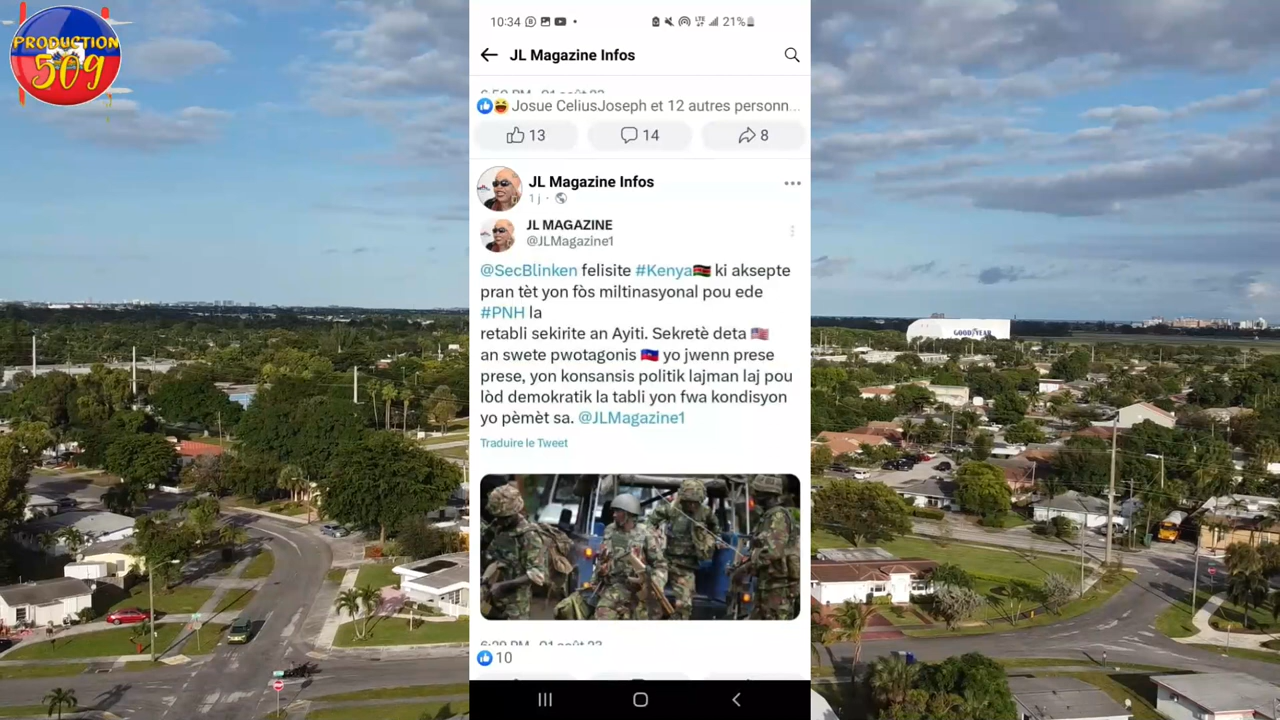 PRODUCTION
509
10:34
21%
JL Magazine Infos
Josue CeliusJoseph et 12 autres personn...
13
14
8
JL Magazine Infos
1 j ·
JL MAGAZINE
@JLMagazine1
@SecBlinken felisite #Kenya🇰🇪 ki aksepte
pran tèt yon fòs miltinasyonal pou ede
#PNH la
retabli sekirite an Ayiti. Sekretè deta 🇺🇸
an swete pwotagonis 🇭🇹 yo jwenn prese
prese, yon konsansis politik lajman laj pou
lòd demokratik la tabli yon fwa kondisyon
yo pèmèt sa. @JLMagazine1
Traduire le Tweet
GOODYEAR
10